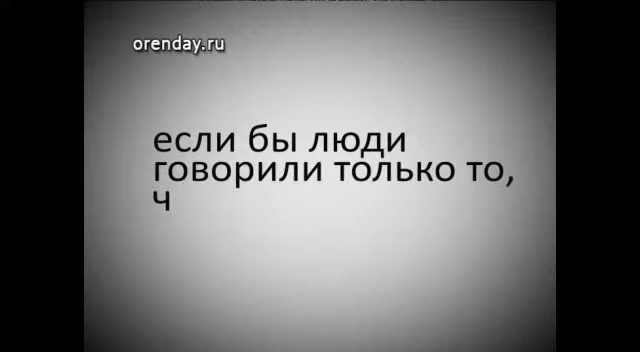 orenday.ru
если бы люди
говорили только то,
ч